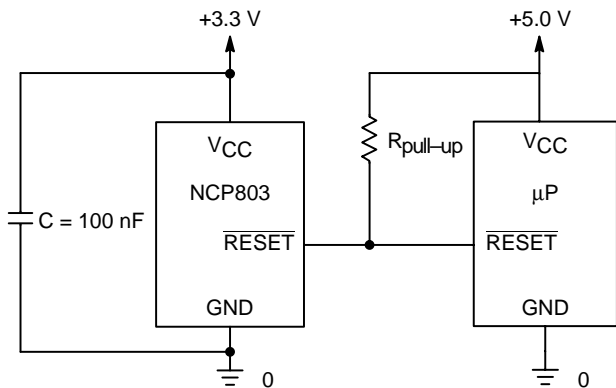 +3.3 V
+5.0 V
VCC
NCP803
RESET
GND
C = 100 nF
0
Rpull–up
VCC
µP
RESET
GND
0